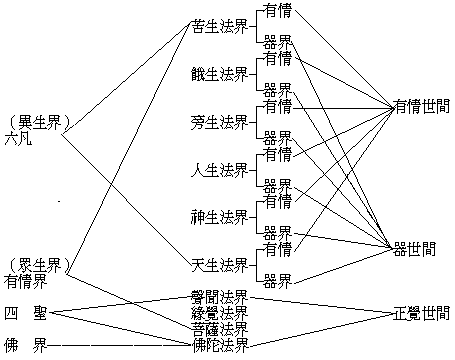 有情
苦生法界
器界
有情
餓生法界
器界
有情
有情世間
旁生法界
(異生界)
六凡
器界
有情
人生法界
器界
有情
神生法界
器界
有情
器世間
天生法界
(眾生界)
有情界
器界
聲聞法界
四聖
緣覺法界
正覺世間
菩薩法界
佛界
佛陀法界